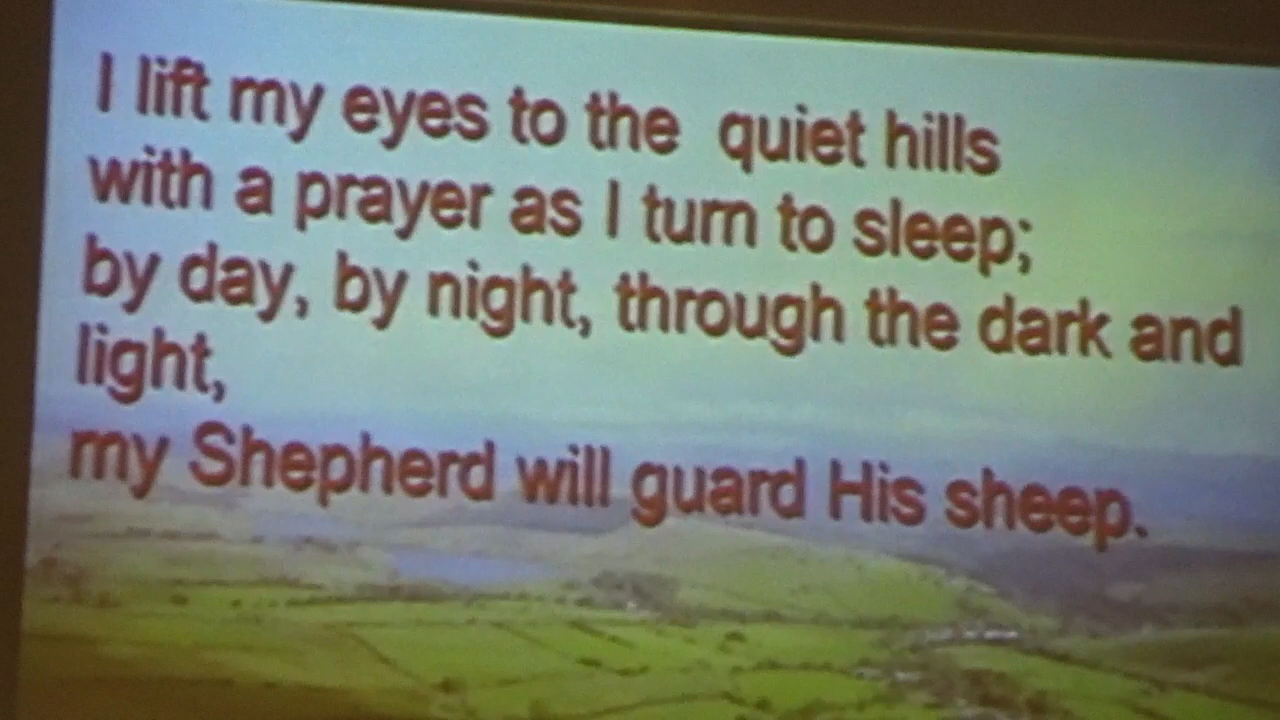 I lift my eyes to the quiet hills
with a prayer as I turn to sleep;
by day, by night, through the dark and
light,
my Shepherd will guard His sheep.